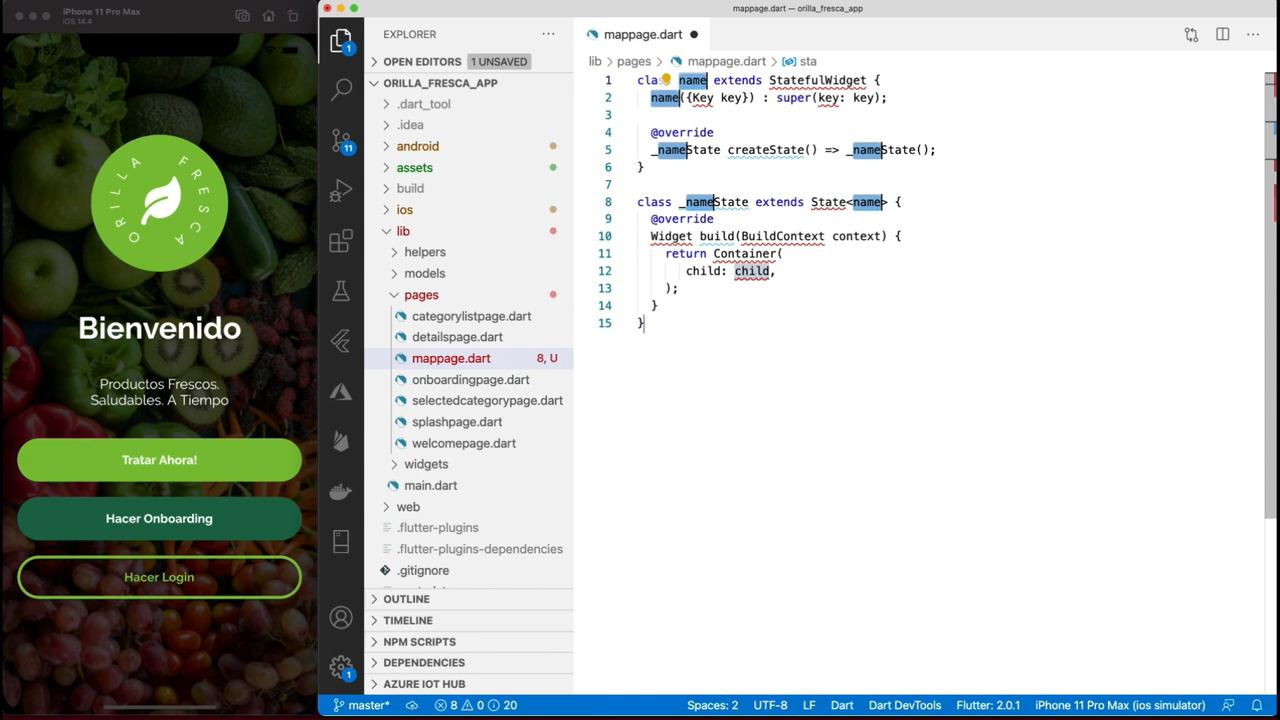 iPhone 11 Pro Max
iOS 14.4
ORILLA FRESCA
Bienvenido
Productos Frescos.
Saludables. A Tiempo
Tratar Ahora!
Hacer Onboarding
Hacer Login
mappage.dart — orilla_fresca_app
1
11
1
EXPLORER
OPEN EDITORS 1 UNSAVED
ORILLA_FRESCA_APP
.dart_tool
.idea
android
assets
build
ios
lib
helpers
models
pages
categorylistpage.dart
detailspage.dart
mappage.dart 8, U
onboardingpage.dart
selectedcategorypage.dart
splashpage.dart
welcomepage.dart
widgets
main.dart
web
.flutter-plugins
.flutter-plugins-dependencies
.gitignore
OUTLINE
TIMELINE
NPM SCRIPTS
DEPENDENCIES
AZURE IOT HUB
mappage.dart
lib > pages > mappage.dart > sta
1 cla name extends StatefulWidget {
2 name({Key key}) : super(key: key);
3
4 @override
5 _nameState createState() => _nameState();
6 }
7
8 class _nameState extends State<name> {
9 @override
10 Widget build(BuildContext context) {
11 return Container(
12 child: child,
13 );
14 }
15 }
master* 8 0 20 Spaces: 2 UTF-8 LF Dart Dart DevTools Flutter: 2.0.1 iPhone 11 Pro Max (ios simulator)